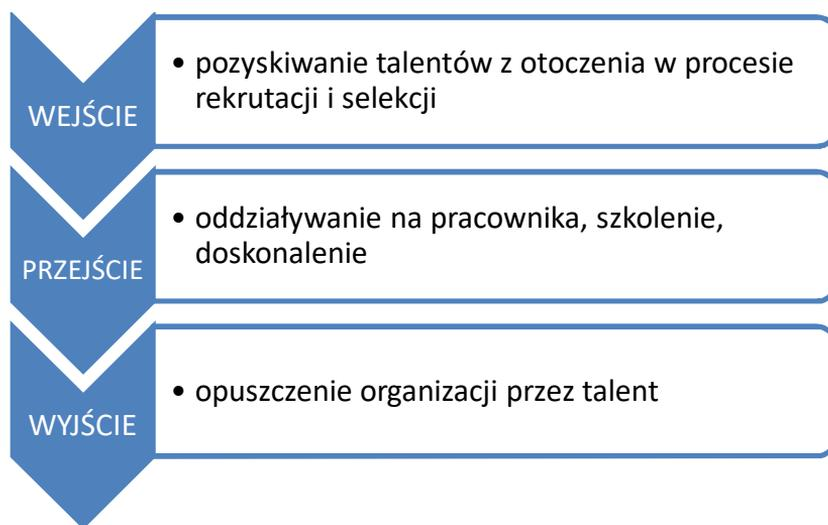 WEJŚCIE
• pozyskiwanie talentów z otoczenia w procesie
rekrutacji i selekcji
PRZEJŚCIE
• oddziaływanie na pracownika, szkolenie,
doskonalenie
WYJŚCIE
• opuszczenie organizacji przez talent